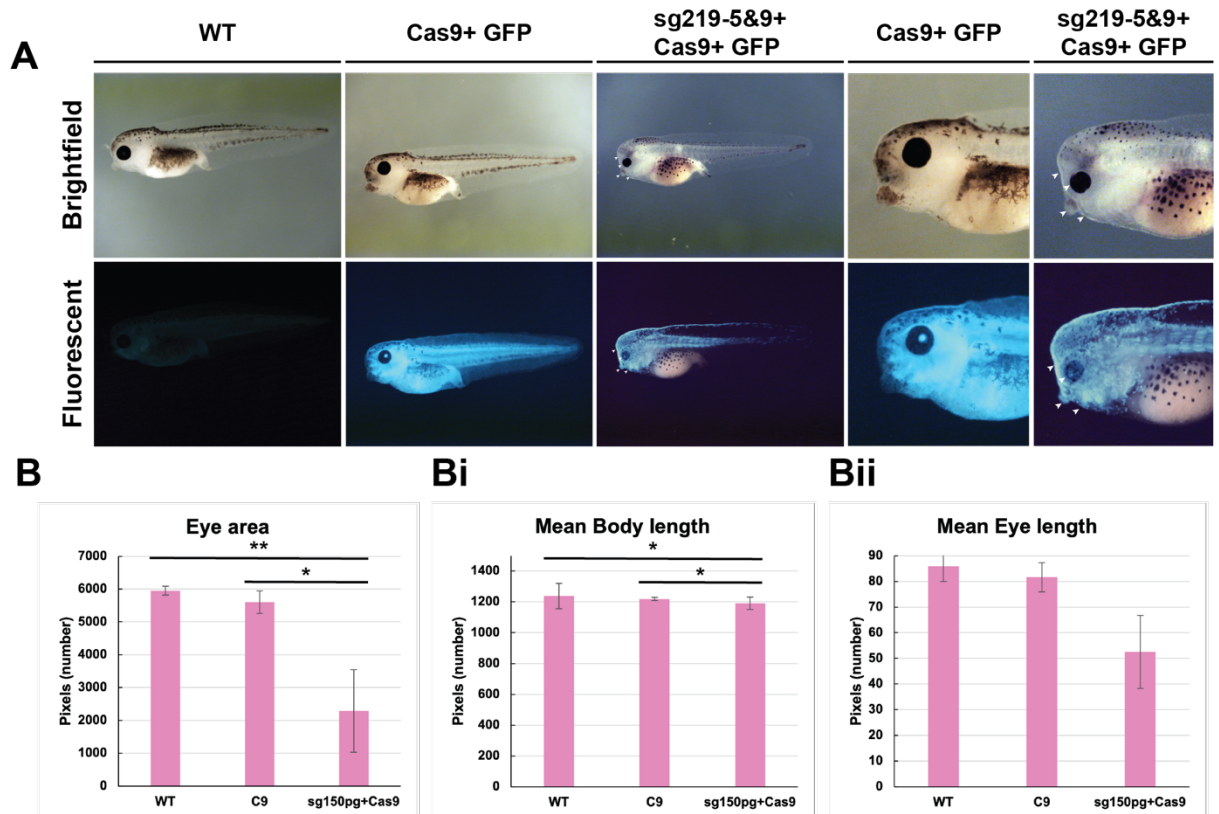 A
WT
Cas9+ GFP
sg219-5&9+
Cas9+ GFP
Cas9+ GFP
sg219-5&9+
Cas9+ GFP
Brightfield
Fluorescent
B
Eye area
**
*
Pixels (number)
7000
6000
5000
4000
3000
2000
1000
0
WT
C9
sg150pg+Cas9
Bi
Mean Body length
*
*
Pixels (number)
1400
1200
1000
800
600
400
200
0
WT
C9
sg150pg+Cas9
Bii
Mean Eye length
Pixels (number)
90
80
70
60
50
40
30
20
10
0
WT
C9
sg150pg+Cas9